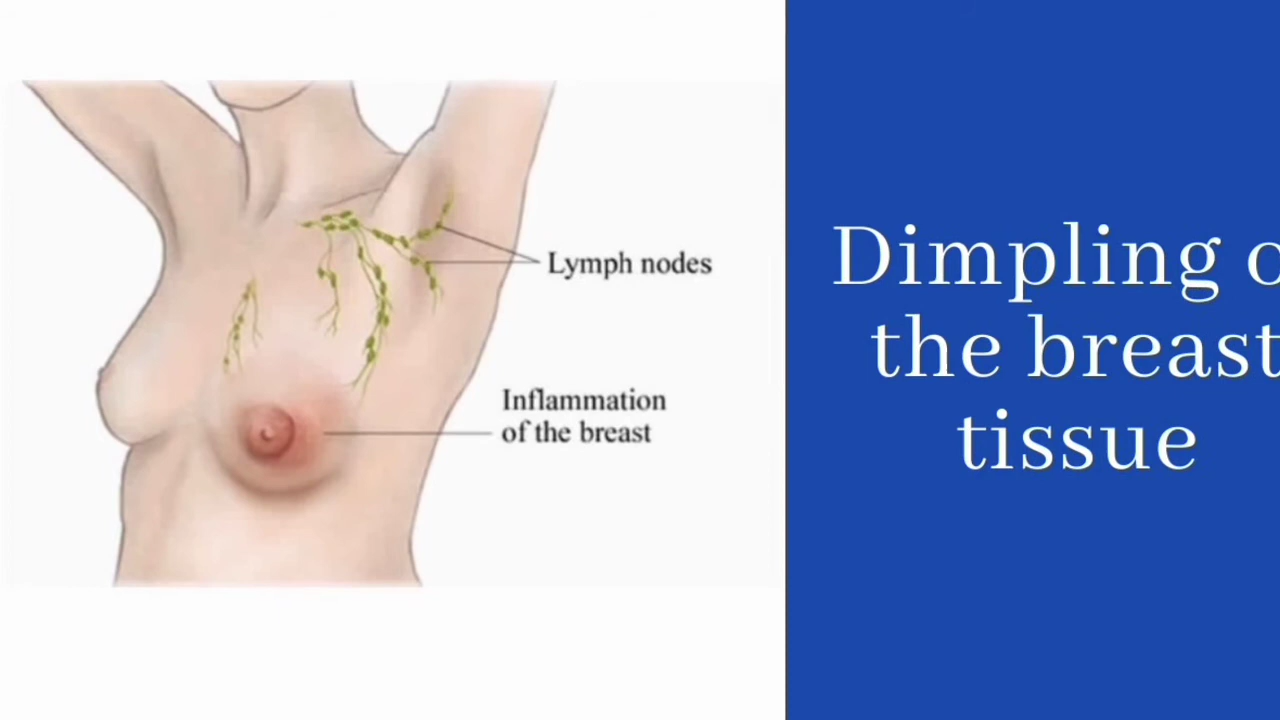 Lymph nodes
Inflammation
of the breast
Dimpling o
the breast
tissue